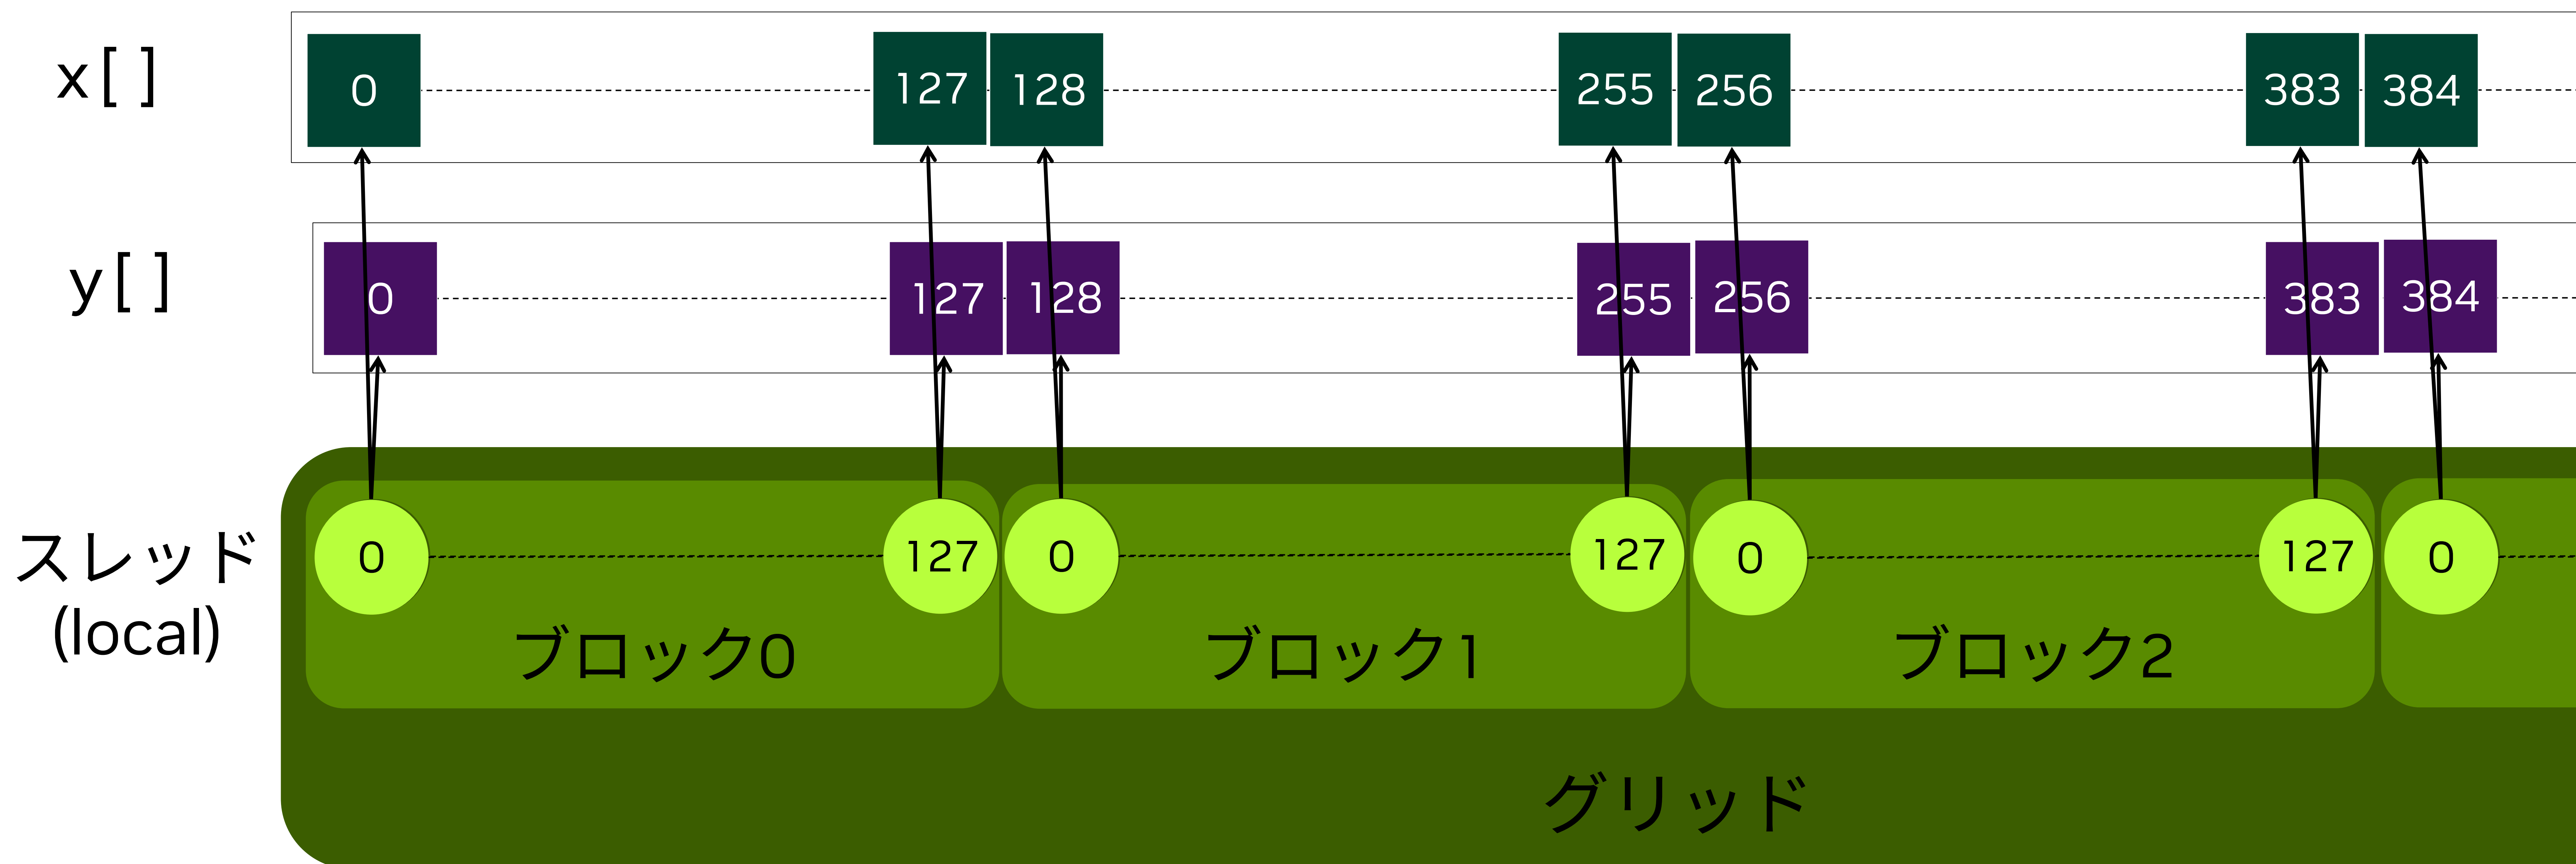 x[ ]
0 127 128 255 256 383 384
y[ ]
0 127 128 255 256 383 384
スレッド
(local)
0 127 0 127 0 127 0
ブロック0 ブロック1 ブロック2
グリッド